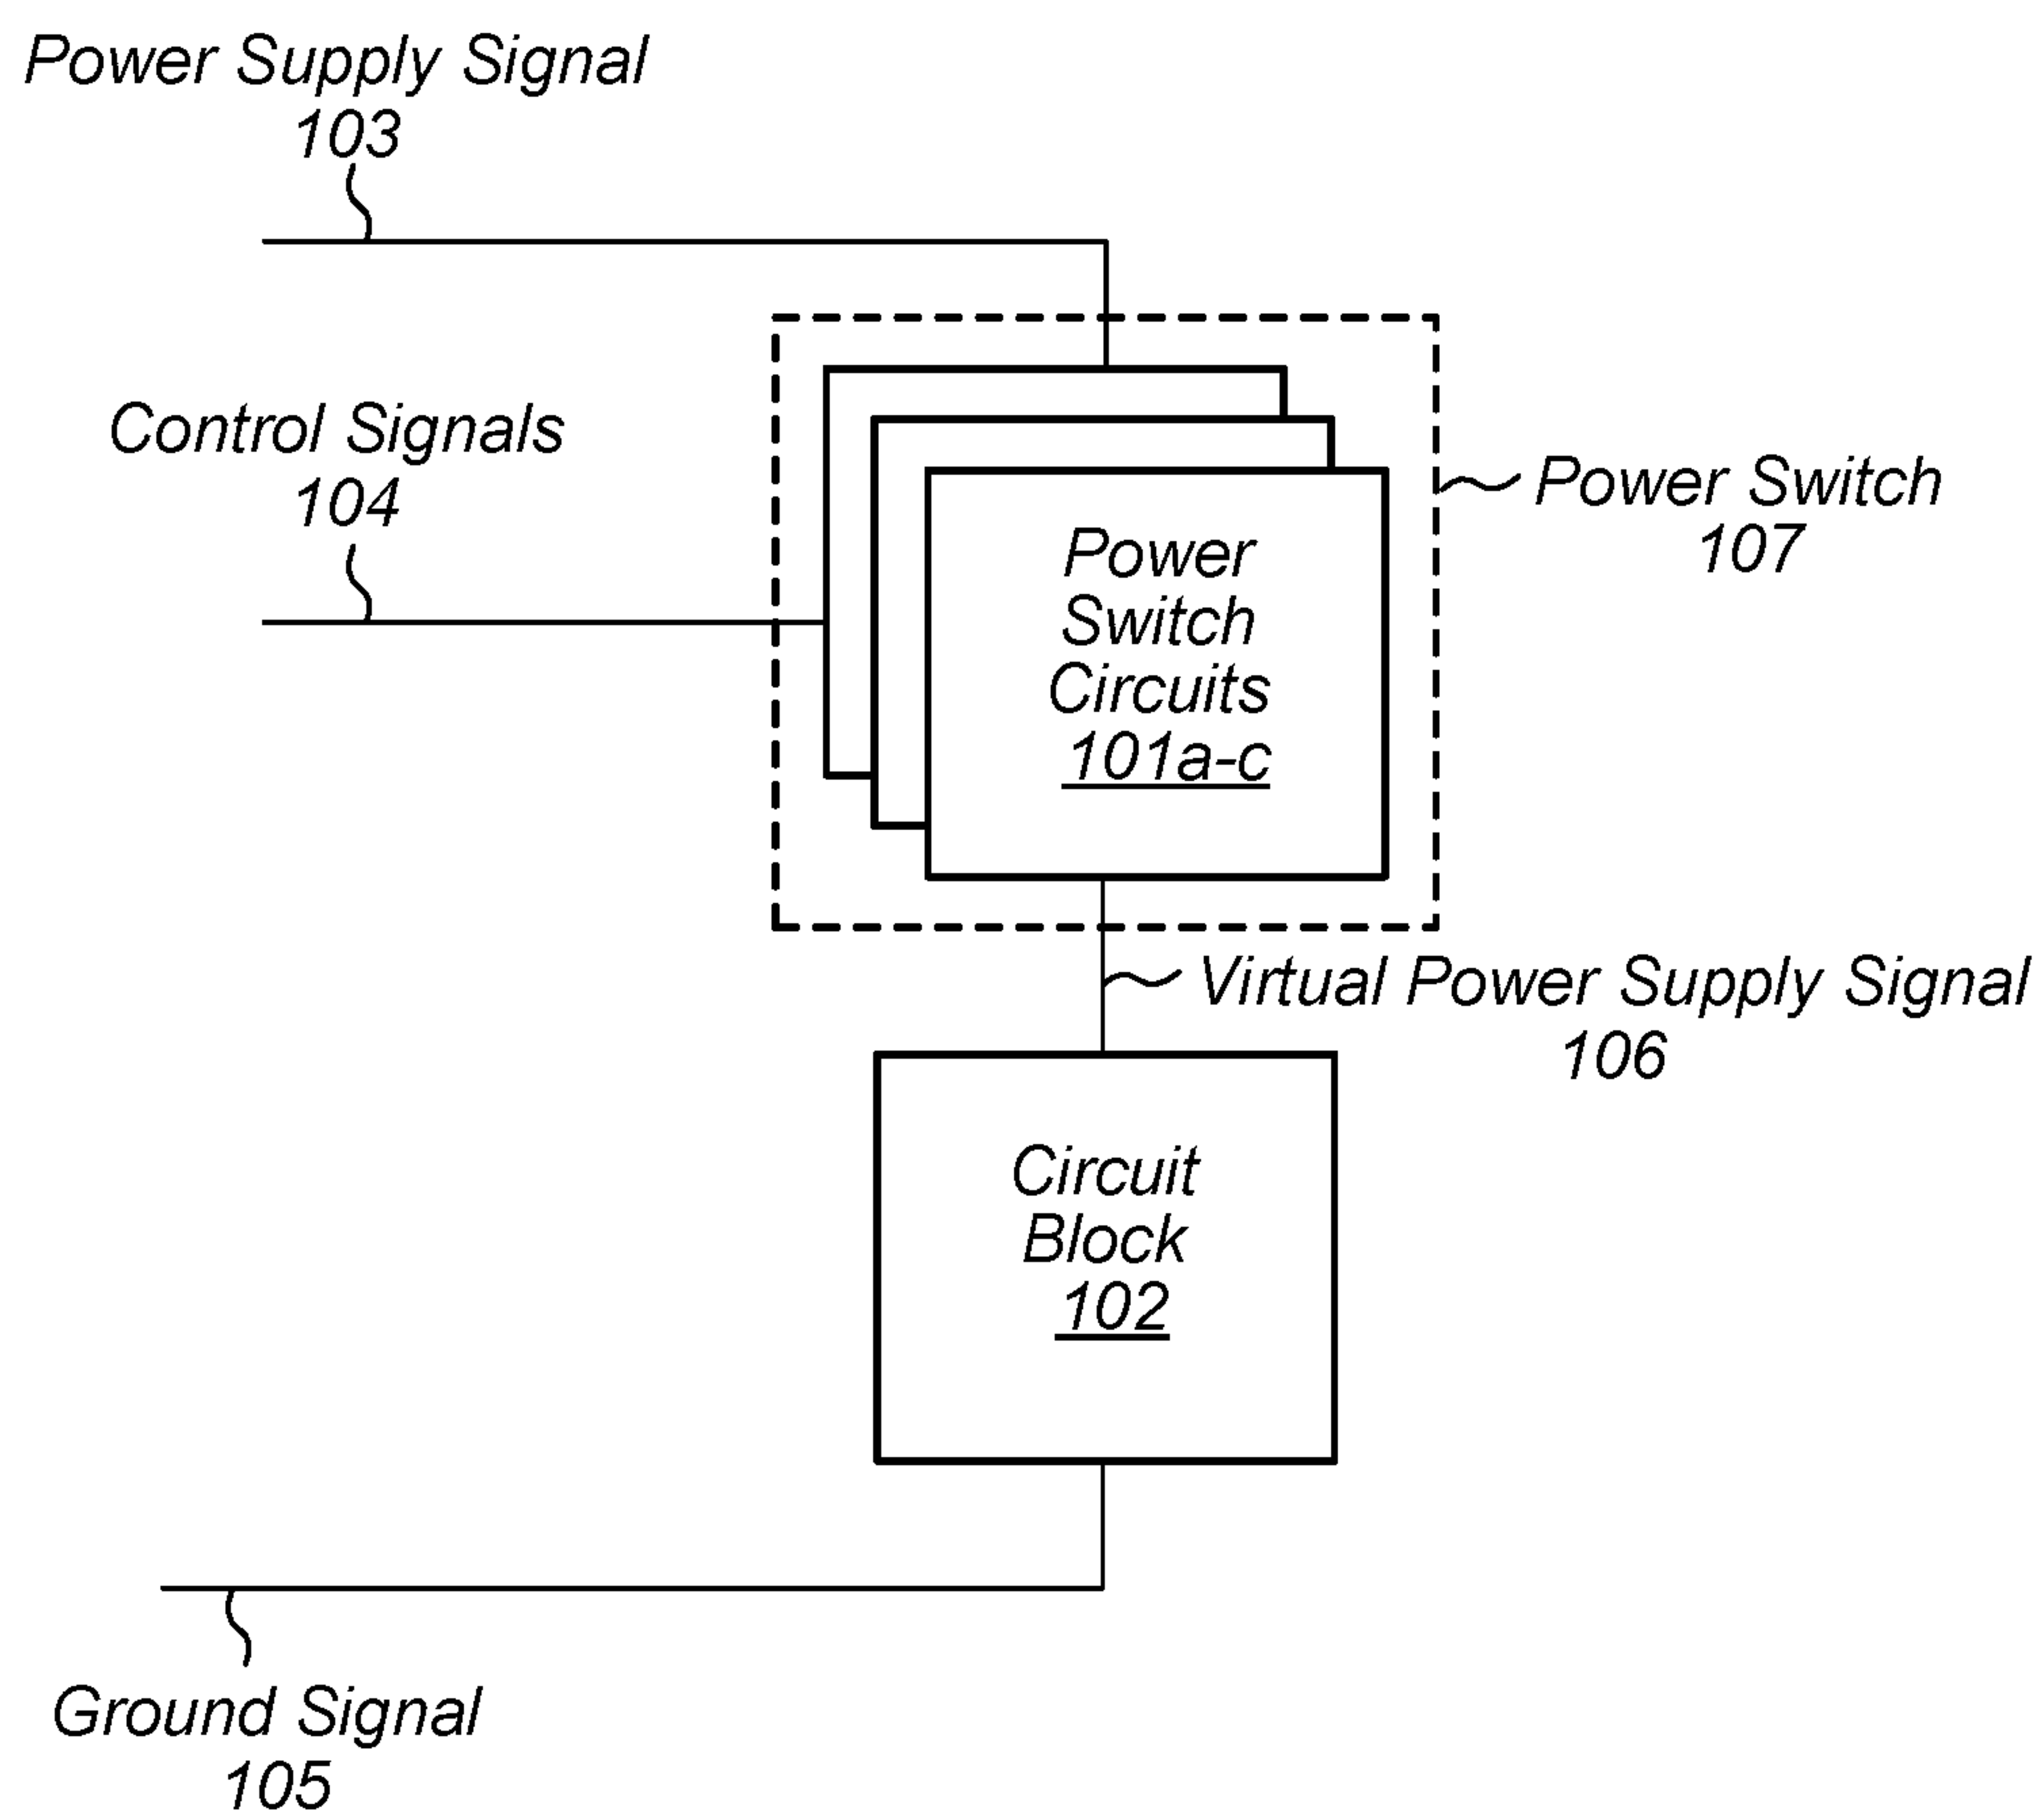 Power Supply Signal
103
Control Signals
104
Power
Switch
Circuits
101a-c
Power Switch
107
Virtual Power Supply Signal
106
Circuit
Block
102
Ground Signal
105